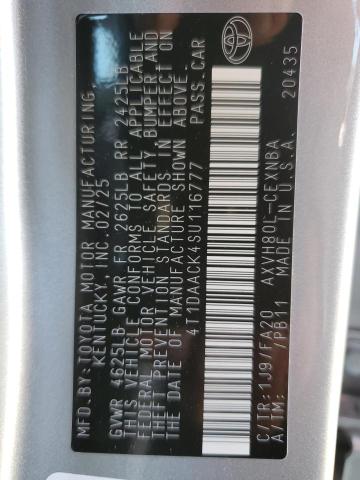 MFD.BY: TOYOTA MOTOR MANUFACTURING,
KENTUCKY, INC. 02/25
GVWR 4625LB GAWR FR 2625LB RR 2425LB
THIS VEHICLE CONFORMS TO ALL APPLICABLE
FEDERAL MOTOR VEHICLE SAFETY, BUMPER AND
THEFT PREVENTION STANDARDS IN EFFECT ON
THE DATE OF MANUFACTURE SHOWN ABOVE.
4T1DAACK4SU116777 PASS.CAR
C/TR: 1J9/FA20 AXVH80L-CEXNBA
A/TM: /PB11 MADE IN U.S.A. 20435